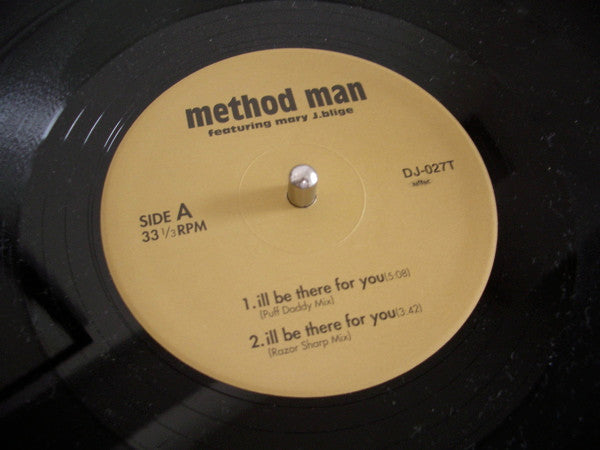 method man
featuring mary J.blige
DJ-027T
SIDE A
33 1/3 RPM
1. ill be there for you (5:08)
(Puff Daddy Mix)
2. ill be there for you (3:42)
(Razor Sharp Mix)